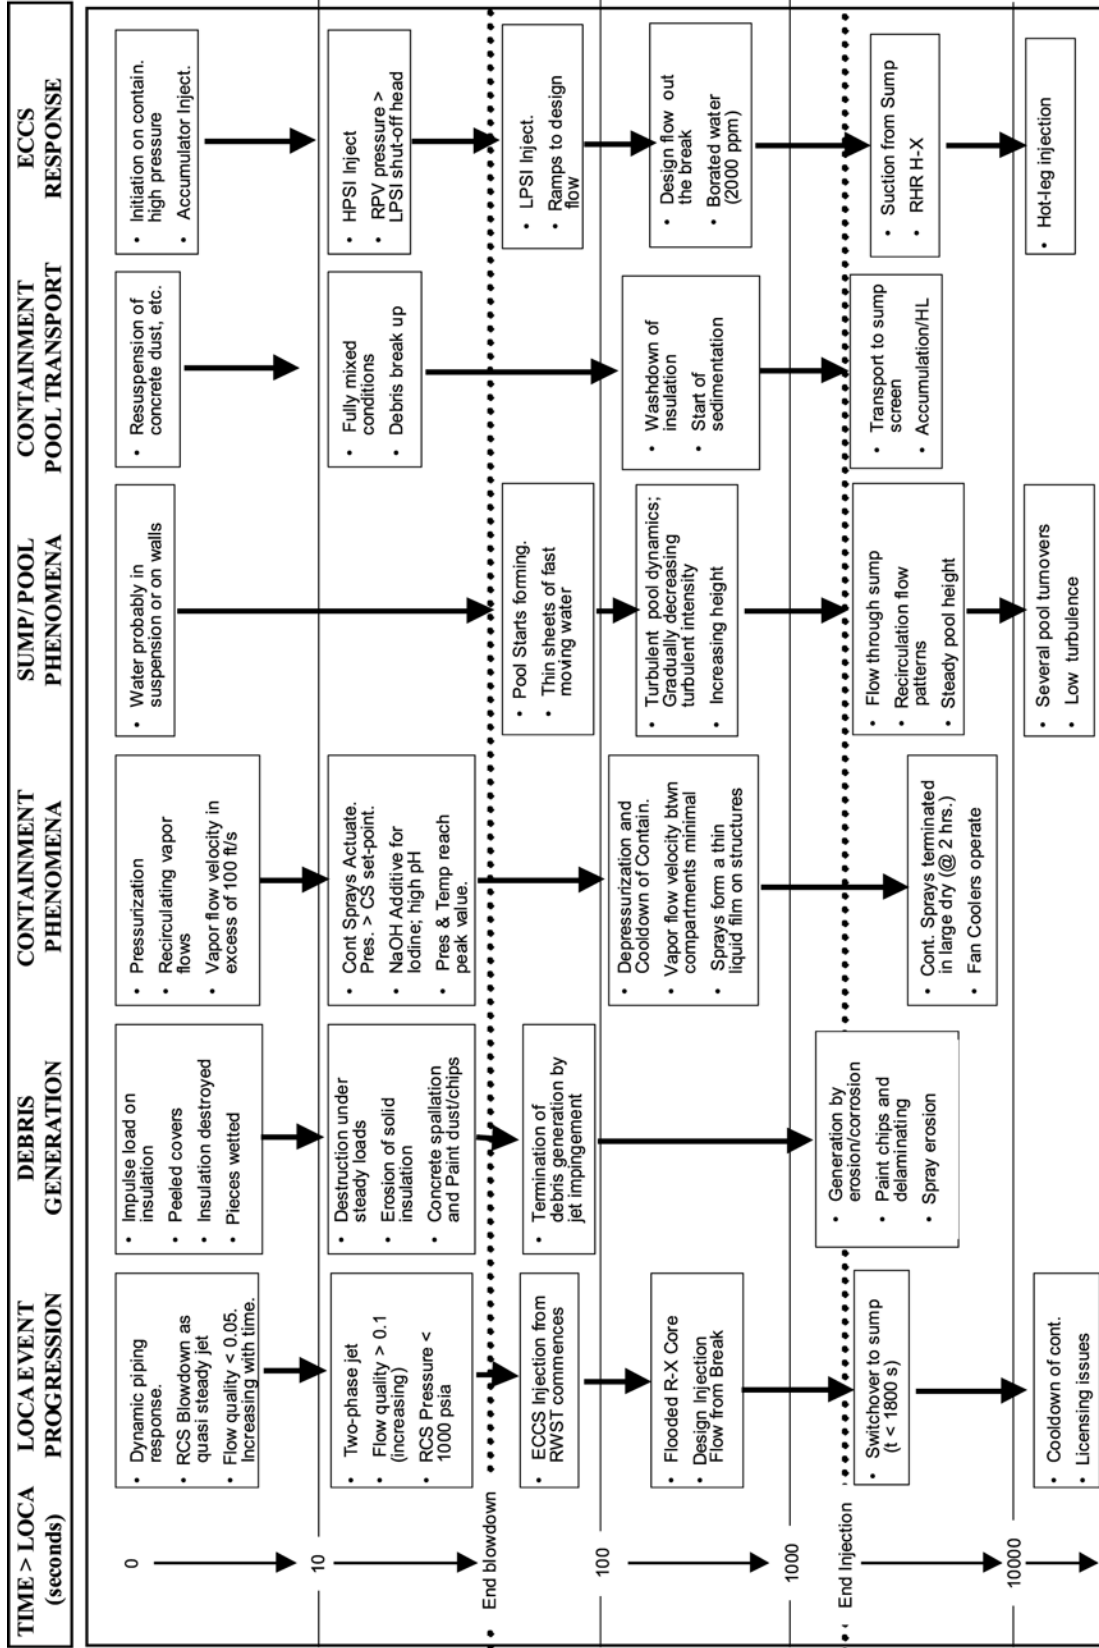 TIME > LOCA
(seconds)
LOCA EVENT
PROGRESSION
DEBRIS
GENERATION
CONTAINMENT
PHENOMENA
SUMP/ POOL
PHENOMENA
CONTAINMENT
POOL TRANSPORT
ECCS
RESPONSE
0
• Dynamic piping
response.
• RCS Blowdown as
quasi steady jet
• Flow quality < 0.05.
Increasing with time.
• Impulse load on
insulation
• Peeled covers
• Insulation destroyed
• Pieces wetted
• Pressurization
• Recirculating vapor
flows
• Vapor flow velocity in
excess of 100 ft/s
• Water probably in
suspension or on walls
• Resuspension of
concrete dust, etc.
• Initiation on contain.
high pressure
• Accumulator Inject.
10
• Two-phase jet
• Flow quality > 0.1
(increasing)
• RCS Pressure <
1000 psia
• Destruction under
steady loads
• Erosion of solid
insulation
• Concrete spallation
and Paint dust/chips
• Cont Sprays Actuate.
Pres. > CS set-point.
• NaOH Additive for
Iodine; high pH
• Pres & Temp reach
peak value.
• Fully mixed
conditions
• Debris break up
• HPSI Inject
• RPV pressure >
LPSI shut-off head
End blowdown
• ECCS Injection from
RWST commences
• Termination of
debris generation by
jet impingement
• Pool Starts forming.
• Thin sheets of fast
moving water
• LPSI Inject.
• Ramps to design
flow
100
• Flooded R-X Core
• Design Injection
Flow from Break
• Depressurization and
Cooldown of Contain.
• Vapor flow velocity btwn
compartments minimal
• Sprays form a thin
liquid film on structures
• Turbulent pool dynamics;
Gradually decreasing
turbulent intensity
• Increasing height
• Washdown of
insulation
• Start of
sedimentation
• Design flow out
the break
• Borated water
(2000 ppm)
1000
End Injection
• Switchover to sump
(t < 1800 s)
• Generation by
erosion/corrosion
• Paint chips and
delaminating
• Spray erosion
• Cont. Sprays terminated
in large dry (@ 2 hrs.)
• Fan Coolers operate
• Flow through sump
• Recirculation flow
patterns
• Steady pool height
• Transport to sump
screen
• Accumulation/HL
• Suction from Sump
• RHR H-X
10000
• Cooldown of cont.
• Licensing issues
• Several pool turnovers
• Low turbulence
• Hot-leg injection